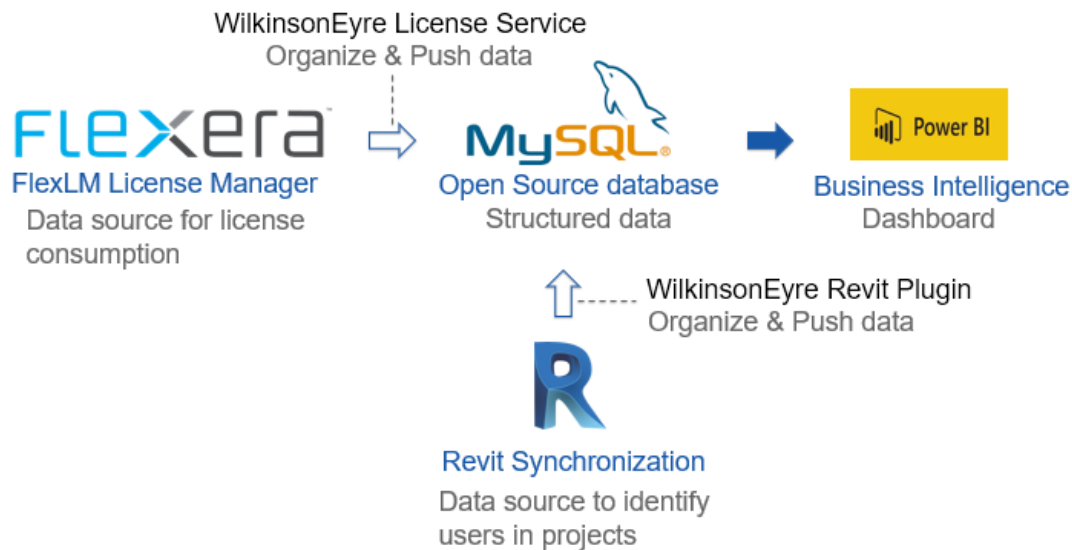 WilkinsonEyre License Service
Organize & Push data
FLEXera™
MySQL®
Power BI
FlexLM License Manager
Open Source database
Business Intelligence
Data source for license
consumption
Structured data
Dashboard
WilkinsonEyre Revit Plugin
Organize & Push data
R
Revit Synchronization
Data source to identify
users in projects